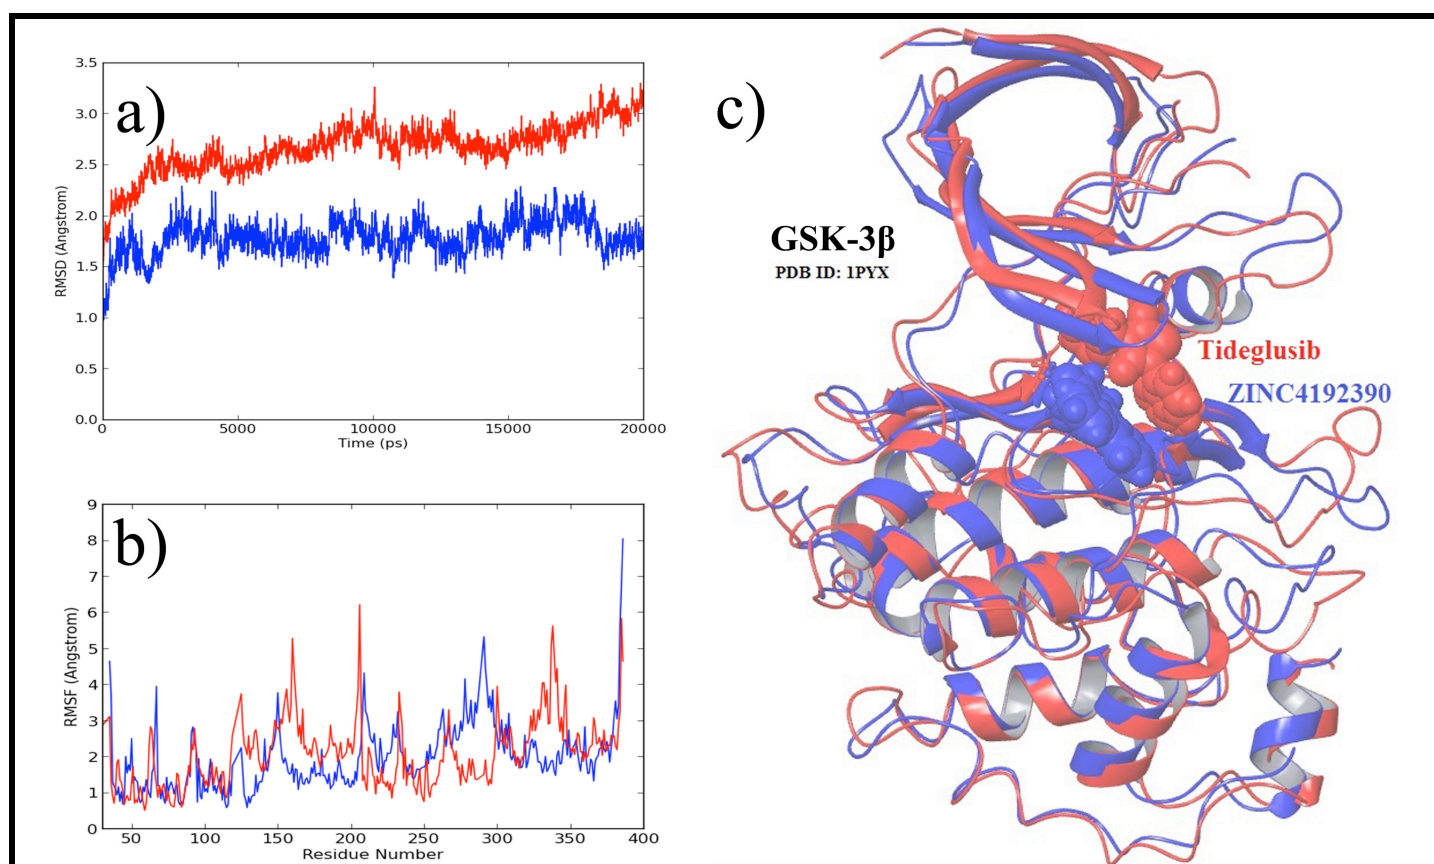 a)
3.5
3.0
2.5
2.0
1.5
1.0
0.5
0.0
RMSD (Angstrom)
0
5000
10000
15000
20000
Time (ps)
b)
9
8
7
6
5
4
3
2
1
0
RMSF (Angstrom)
50
100
150
200
250
300
350
400
Residue Number
c)
GSK-3β
PDB ID: 1PYX
Tideglusib
ZINC4192390